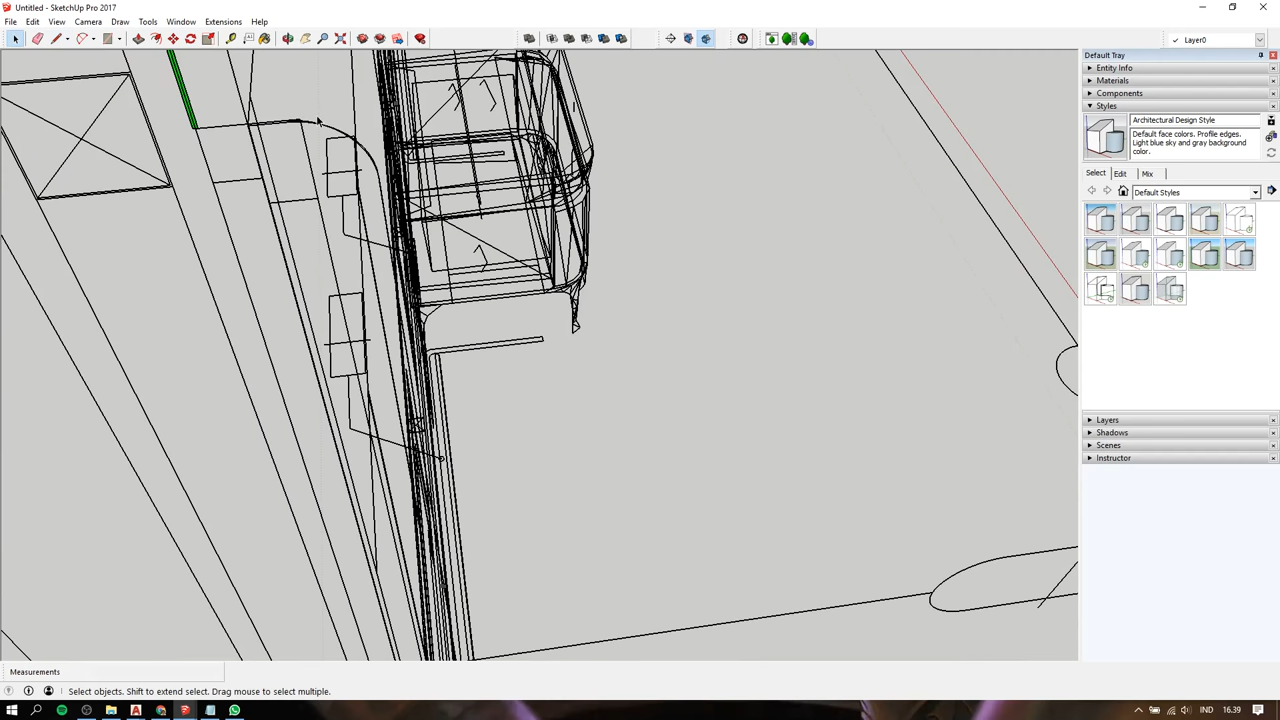 Untitled - SketchUp Pro 2017
File Edit View Camera Draw Tools Window Extensions Help
Layer0
Default Tray
Entity Info
Materials
Components
Styles
Architectural Design Style
Default face colors. Profile edges.
Light blue sky and gray background
color.
Select Edit Mix
Default Styles
Layers
Shadows
Scenes
Instructor
Measurements
Select objects. Shift to extend select. Drag mouse to select multiple.
IND 16.39